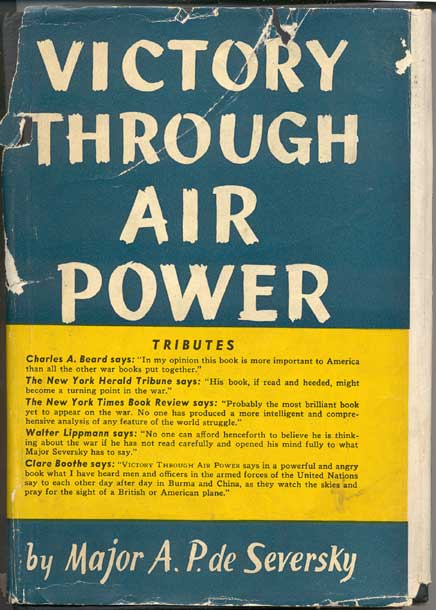 VICTORY
THROUGH
AIR
POWER
TRIBUTES
Charles A. Beard says: "In my opinion this book is more important to America
than all the other war books put together."
The New York Herald Tribune says: "His book, if read and heeded, might
become a turning point in the war."
The New York Times Book Review says: "Probably the most brilliant book
yet to appear on the war. No one has produced a more intelligent and compre-
hensive analysis of any feature of the world struggle."
Walter Lippmann says: "No one can afford henceforth to believe he is think-
ing about the war if he has not read carefully and opened his mind fully to what
Major Seversky has to say."
Clare Boothe says: "VICTORY THROUGH AIR POWER says in a powerful and angry
book what I have heard men and officers in the armed forces of the United Nations
say to each other day after day in Burma and China, as they watch the skies and
pray for the sight of a British or American plane."
by Major A. P. de Seversky